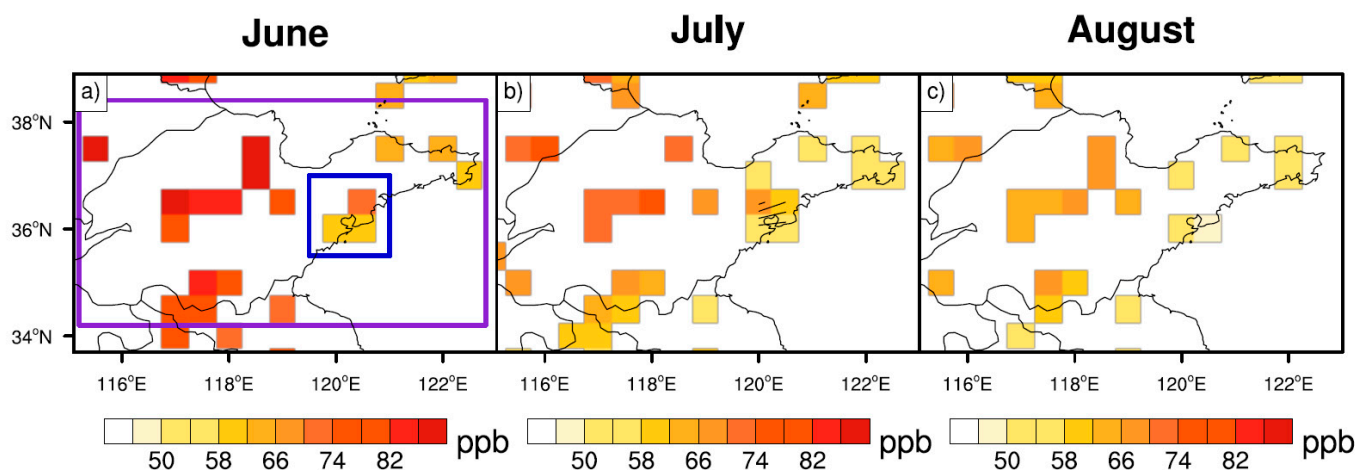 June July August
a) b) c)
38°N
36°N
34°N
116°E 118°E 120°E 122°E 116°E 118°E 120°E 122°E 116°E 118°E 120°E 122°E
50 58 66 74 82 ppb 50 58 66 74 82 ppb 50 58 66 74 82 ppb